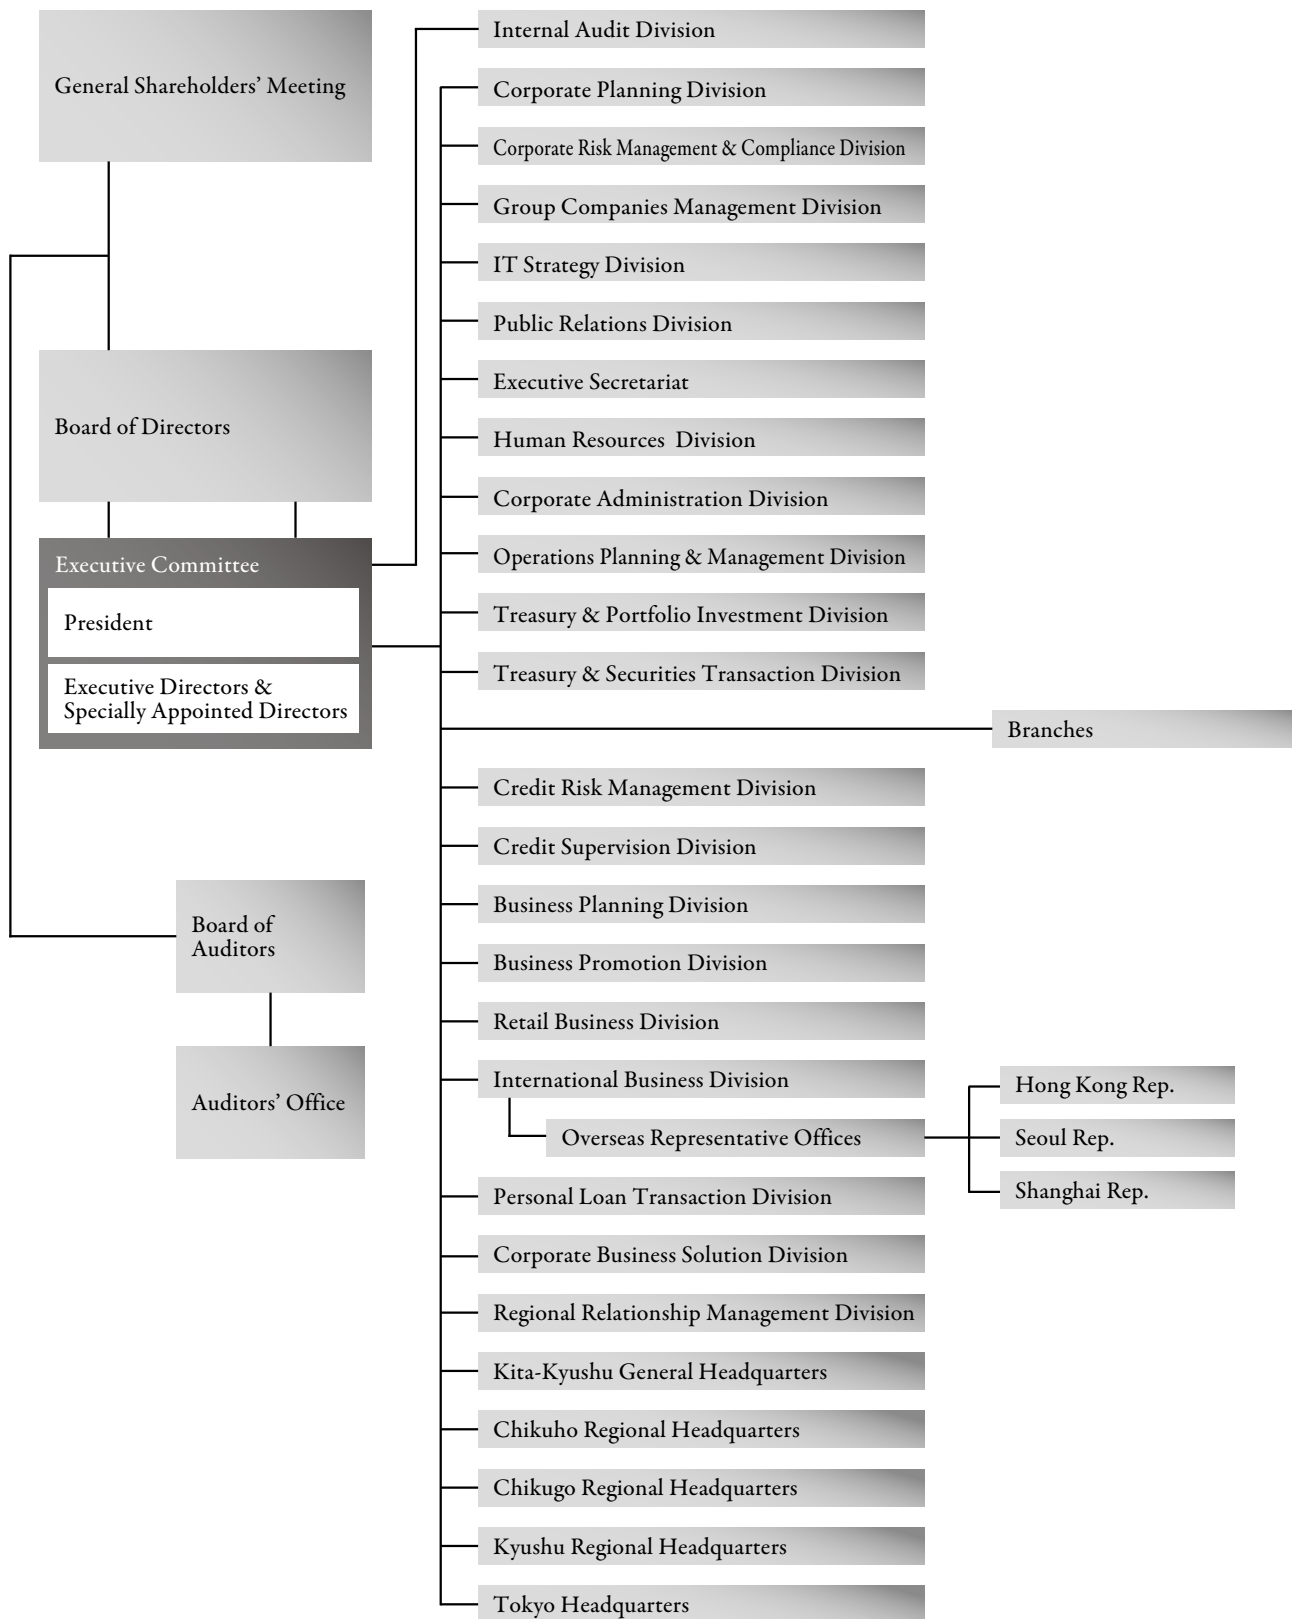 General Shareholders’ Meeting
Board of Directors
Executive Committee
President
Executive Directors &
Specially Appointed Directors
Board of
Auditors
Auditors’ Office
Internal Audit Division
Corporate Planning Division
Corporate Risk Management & Compliance Division
Group Companies Management Division
IT Strategy Division
Public Relations Division
Executive Secretariat
Human Resources  Division
Corporate Administration Division
Operations Planning & Management Division
Treasury & Portfolio Investment Division
Treasury & Securities Transaction Division
Branches
Credit Risk Management Division
Credit Supervision Division
Business Planning Division
Business Promotion Division
Retail Business Division
International Business Division
Overseas Representative Offices
Hong Kong Rep.
Seoul Rep.
Shanghai Rep.
Personal Loan Transaction Division
Corporate Business Solution Division
Regional Relationship Management Division
Kita-Kyushu General Headquarters
Chikuho Regional Headquarters
Chikugo Regional Headquarters
Kyushu Regional Headquarters
Tokyo Headquarters